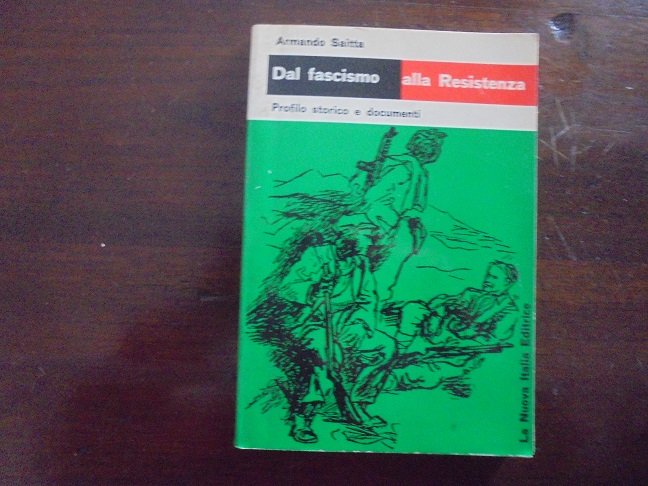 Armando Saitta
Dal fascismo alla Resistenza
Profilo storico e documenti
La Nuova Italia Editrice